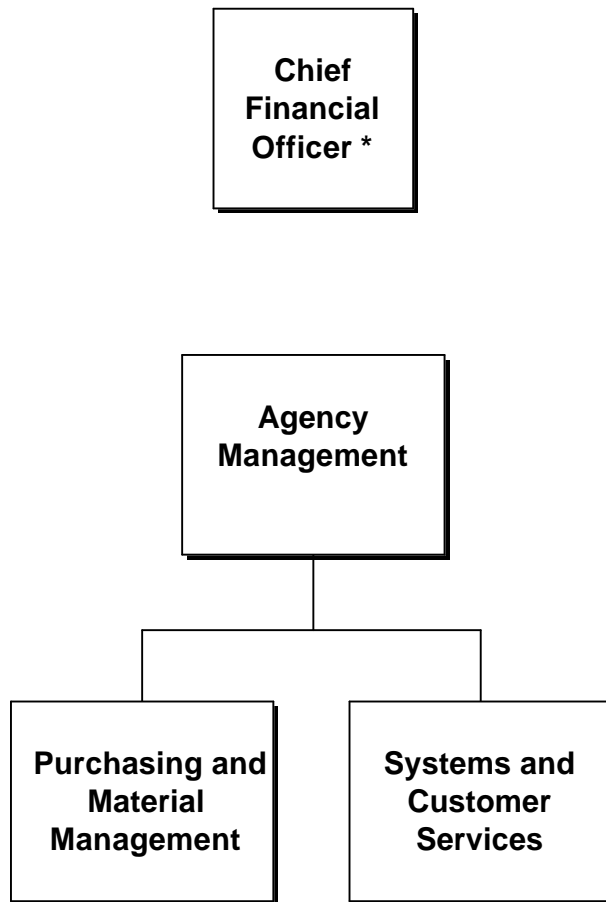 Chief
Financial
Officer *
Agency
Management
Purchasing and
Material
Management
Systems and
Customer
Services